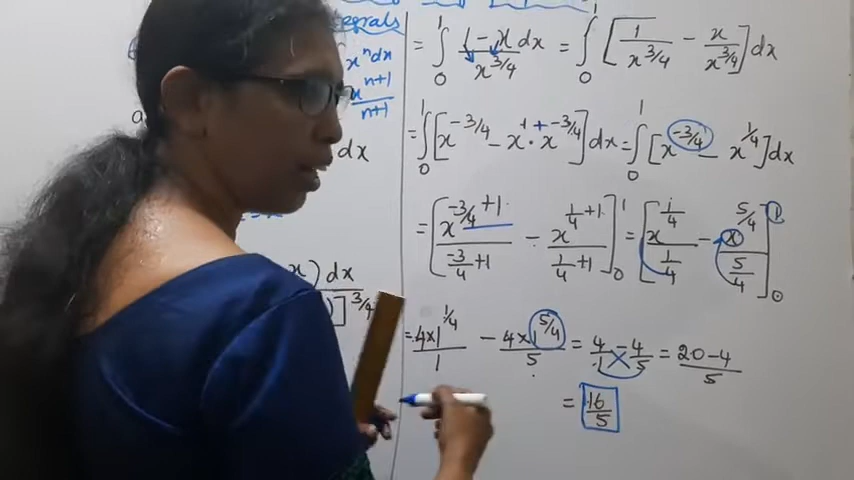 Integrals
xⁿdx
x^(n+1)
/(n+1)
dx
x) dx
)]^(3/4)
= ∫₀¹ (1 - x)/x^(3/4) dx = ∫₀¹ [1/x^(3/4) - x/x^(3/4)] dx
= ∫₀¹ [x^(-3/4) - x¹·x^(+ -3/4)] dx = ∫₀¹ [x^(-3/4) - x^(1/4)] dx
= [x^(-3/4 +1)/(-3/4 +1) - x^(1/4 +1)/(1/4 +1)]₀¹ = [x^(1/4)/(1/4) - x^(5/4)/(5/4)]₀¹
= 4×1^(1/4)/1 - 4×1^(5/4)/5 = 4/1 - 4/5 = (20-4)/5
= 16/5